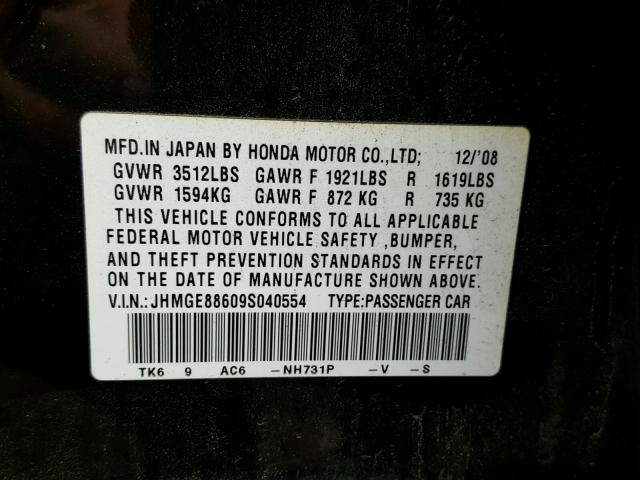 MFD.IN JAPAN BY HONDA MOTOR CO.,LTD; 12/'08
GVWR 3512LBS GAWR F 1921LBS R 1619LBS
GVWR 1594KG GAWR F 872 KG R 735 KG
THIS VEHICLE CONFORMS TO ALL APPLICABLE
FEDERAL MOTOR VEHICLE SAFETY ,BUMPER,
AND THEFT PREVENTION STANDARDS IN EFFECT
ON THE DATE OF MANUFACTURE SHOWN ABOVE.
V.I.N.:JHMGE88609S040554 TYPE:PASSENGER CAR
TK6 9 AC6 -NH731P -V -S